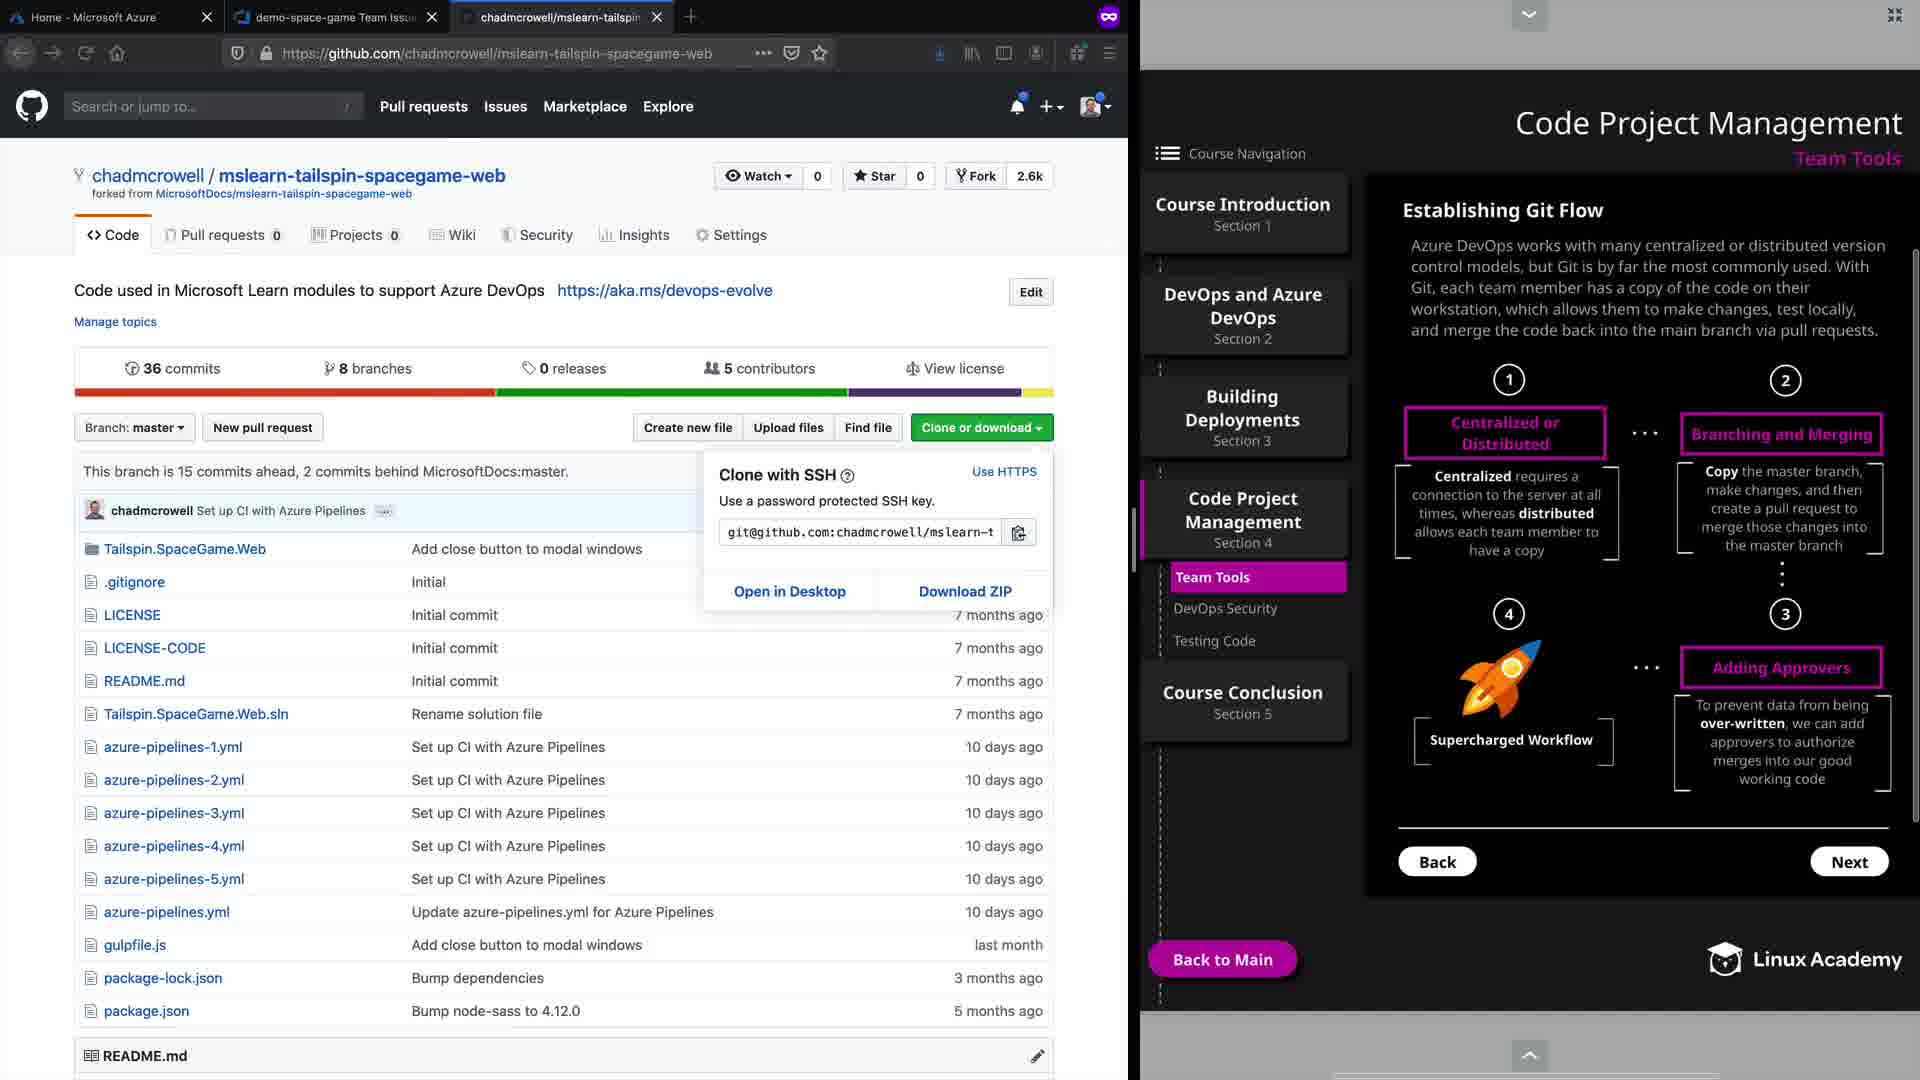 Home - Microsoft Azure
demo-space-game Team Issu
chadmcrowell/mslearn-tailspin
https://github.com/chadmcrowell/mslearn-tailspin-spacegame-web
Search or jump to...
/
Pull requests
Issues
Marketplace
Explore
chadmcrowell / mslearn-tailspin-spacegame-web
forked from MicrosoftDocs/mslearn-tailspin-spacegame-web
Watch 0
Star 0
Fork 2.6k
Code
Pull requests 0
Projects 0
Wiki
Security
Insights
Settings
Code used in Microsoft Learn modules to support Azure DevOps https://aka.ms/devops-evolve
Edit
Manage topics
36 commits
8 branches
0 releases
5 contributors
View license
Branch: master
New pull request
Create new file
Upload files
Find file
Clone or download
This branch is 15 commits ahead, 2 commits behind MicrosoftDocs:master.
chadmcrowell Set up CI with Azure Pipelines ...
Clone with SSH ?
Use HTTPS
Use a password protected SSH key.
git@github.com:chadmcrowell/mslearn-t
Open in Desktop
Download ZIP
Tailspin.SpaceGame.Web Add close button to modal windows
.gitignore Initial
LICENSE Initial commit 7 months ago
LICENSE-CODE Initial commit 7 months ago
README.md Initial commit 7 months ago
Tailspin.SpaceGame.Web.sln Rename solution file 7 months ago
azure-pipelines-1.yml Set up CI with Azure Pipelines 10 days ago
azure-pipelines-2.yml Set up CI with Azure Pipelines 10 days ago
azure-pipelines-3.yml Set up CI with Azure Pipelines 10 days ago
azure-pipelines-4.yml Set up CI with Azure Pipelines 10 days ago
azure-pipelines-5.yml Set up CI with Azure Pipelines 10 days ago
azure-pipelines.yml Update azure-pipelines.yml for Azure Pipelines 10 days ago
gulpfile.js Add close button to modal windows last month
package-lock.json Bump dependencies 3 months ago
package.json Bump node-sass to 4.12.0 5 months ago
README.md
Code Project Management
Team Tools
Course Navigation
Course Introduction
Section 1
DevOps and Azure
DevOps
Section 2
Building
Deployments
Section 3
Code Project
Management
Section 4
Team Tools
DevOps Security
Testing Code
Course Conclusion
Section 5
Back to Main
Establishing Git Flow
Azure DevOps works with many centralized or distributed version
control models, but Git is by far the most commonly used. With
Git, each team member has a copy of the code on their
workstation, which allows them to make changes, test locally,
and merge the code back into the main branch via pull requests.
1
Centralized or
Distributed
Centralized requires a
connection to the server at all
times, whereas distributed
allows each team member to
have a copy
2
Branching and Merging
Copy the master branch,
make changes, and then
create a pull request to
merge those changes into
the master branch
3
Adding Approvers
To prevent data from being
over-written, we can add
approvers to authorize
merges into our good
working code
4
Supercharged Workflow
Back
Next
Linux Academy